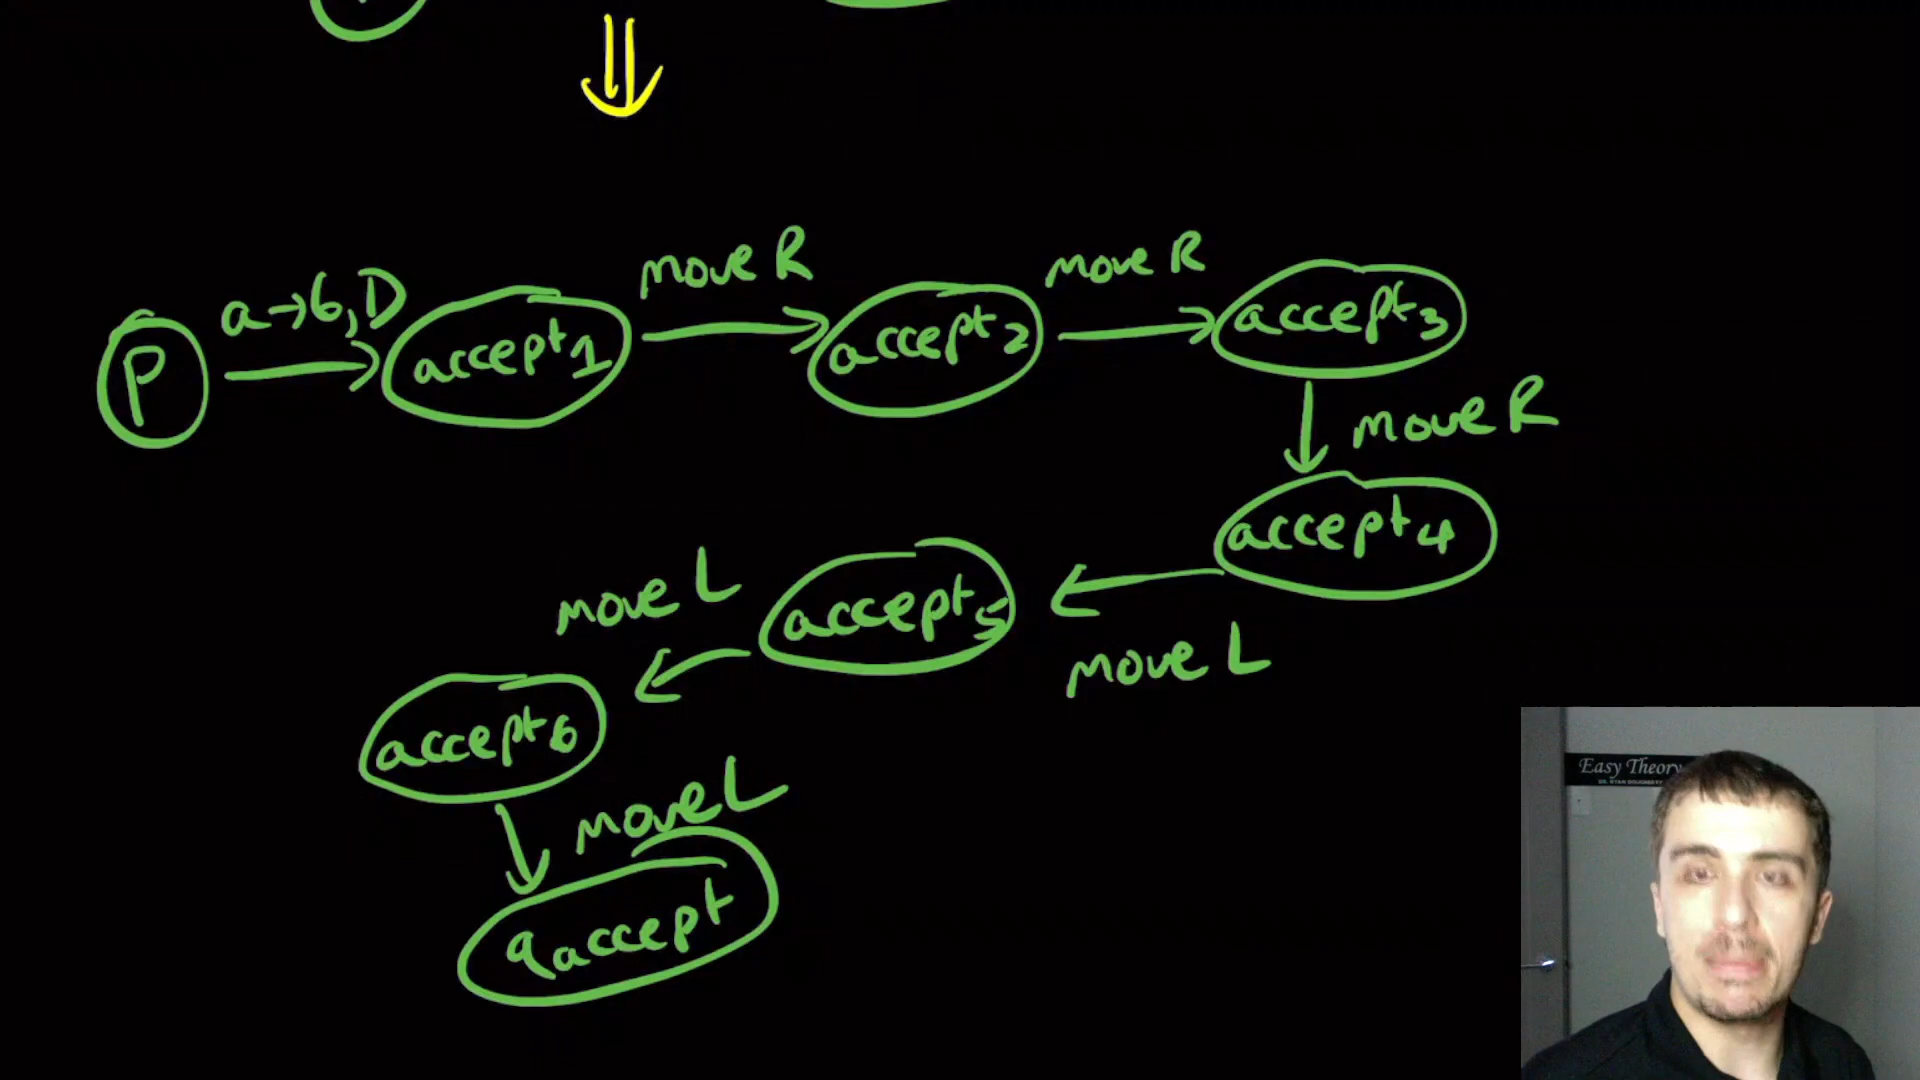 move R
move R
P
a→b,D
accept1
accept2
accept3
move R
accept4
move L
accept5
move L
accept6
move L
qaccept
Easy Theory